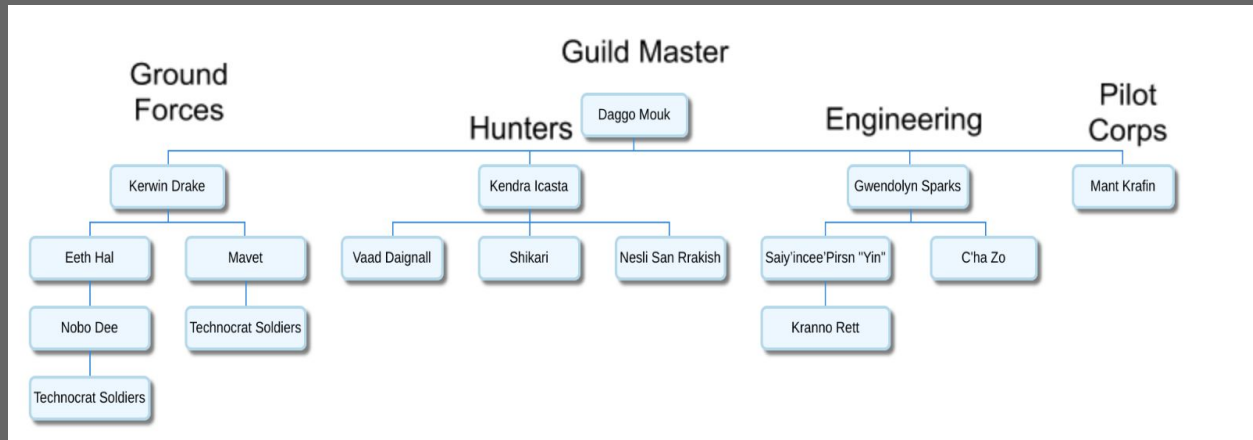 Guild Master
Ground
Forces
Hunters
Engineering
Pilot
Corps
Daggo Mouk
Kerwin Drake
Kendra Icasta
Gwendolyn Sparks
Mant Krafin
Eeth Hal
Mavet
Vaad Daignall
Shikari
Nesli San Rrakish
Saiy'incee'Pirsn "Yin"
C'ha Zo
Nobo Dee
Technocrat Soldiers
Kranno Rett
Technocrat Soldiers